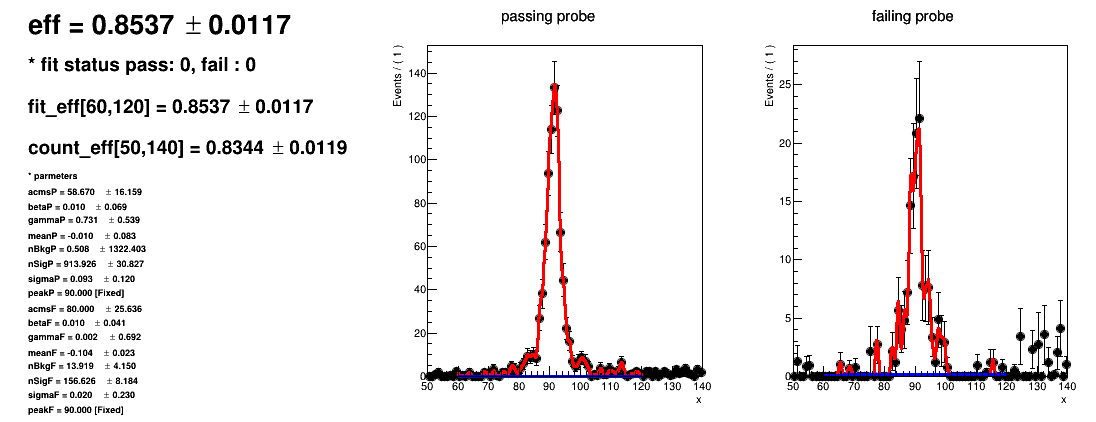 eff = 0.8537 ± 0.0117
* fit status pass: 0, fail : 0
fit_eff[60,120] = 0.8537 ± 0.0117
count_eff[50,140] = 0.8344 ± 0.0119
* parmeters
acmsP = 58.670 ± 16.159
betaP = 0.010 ± 0.069
gammaP = 0.731 ± 0.539
meanP = -0.010 ± 0.083
nBkgP = 0.508 ± 1322.403
nSigP = 913.926 ± 30.827
sigmaP = 0.093 ± 0.120
peakP = 90.000 [Fixed]
acmsF = 80.000 ± 25.636
betaF = 0.010 ± 0.041
gammaF = 0.002 ± 0.692
meanF = -0.104 ± 0.023
nBkgF = 13.919 ± 4.150
nSigF = 156.626 ± 8.184
sigmaF = 0.020 ± 0.230
peakF = 90.000 [Fixed]
passing probe
Events / ( 1 )
140
120
100
80
60
40
20
0
50 60 70 80 90 100 110 120 130 140
x
failing probe
Events / ( 1 )
25
20
15
10
5
0
50 60 70 80 90 100 110 120 130 140
x